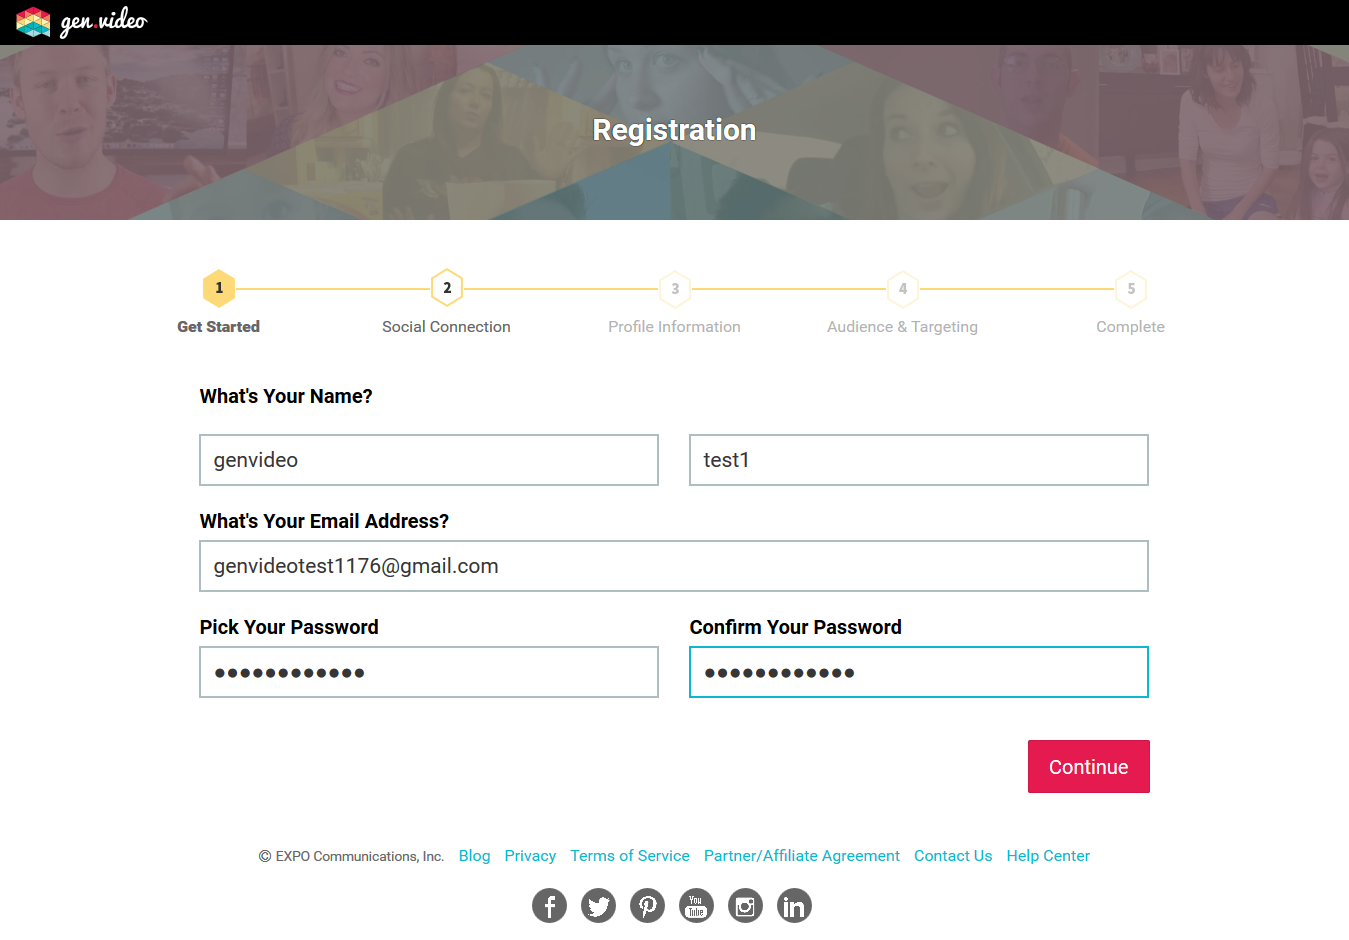 gen.video
Registration
1 2 3 4 5
Get Started Social Connection Profile Information Audience & Targeting Complete
What's Your Name?
genvideo test1
What's Your Email Address?
genvideotest1176@gmail.com
Pick Your Password Confirm Your Password
●●●●●●●●●●●● ●●●●●●●●●●●●
Continue
© EXPO Communications, Inc. Blog Privacy Terms of Service Partner/Affiliate Agreement Contact Us Help Center
You
Tube